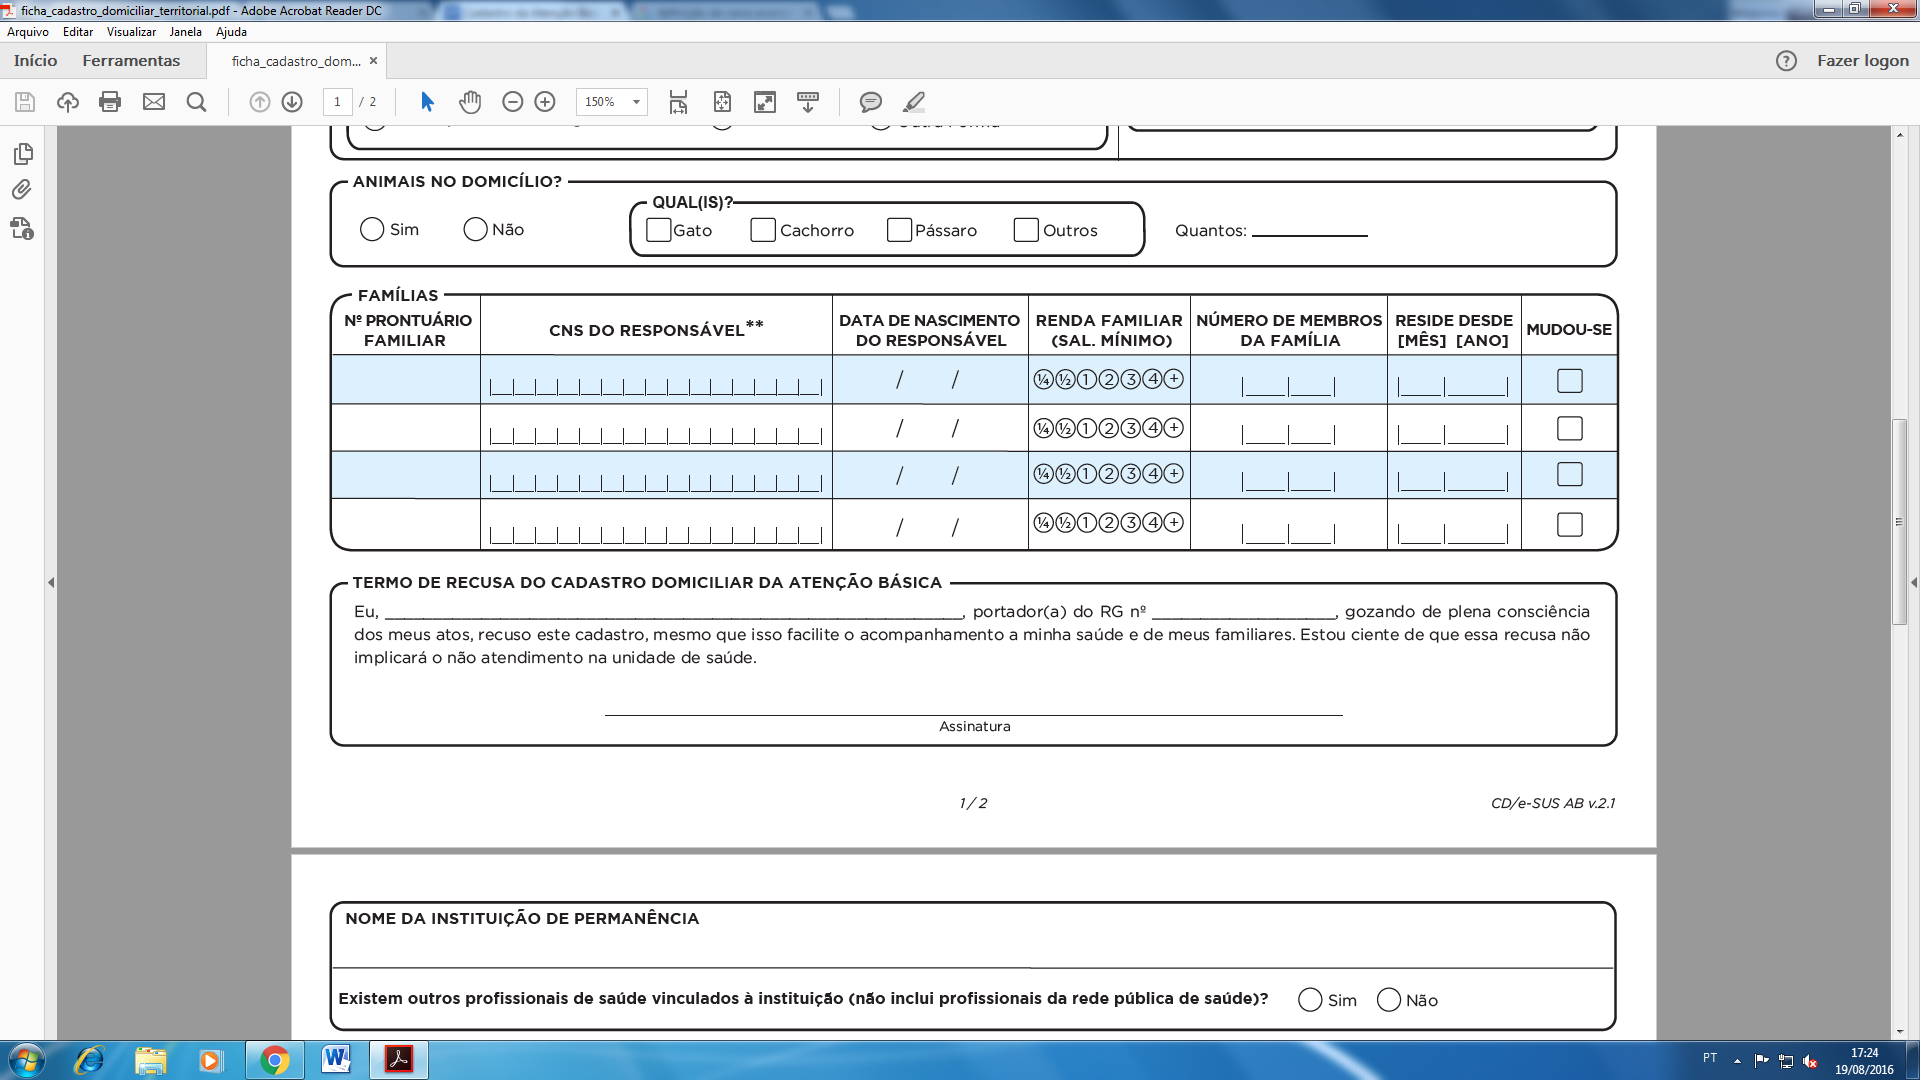 ficha_cadastro_domiciliar_territorial.pdf - Adobe Acrobat Reader DC
Arquivo Editar Visualizar Janela Ajuda
Início Ferramentas ficha_cadastro_dom... × Fazer logon
1 / 2 150%
ANIMAIS NO DOMICÍLIO?
QUAL(IS)?
Sim Não Gato Cachorro Pássaro Outros Quantos: ____________
FAMÍLIAS
Nº PRONTUÁRIO FAMILIAR
CNS DO RESPONSÁVEL**
DATA DE NASCIMENTO DO RESPONSÁVEL
RENDA FAMILIAR (SAL. MÍNIMO)
NÚMERO DE MEMBROS DA FAMÍLIA
RESIDE DESDE [MÊS] [ANO]
MUDOU-SE
/ / ¼ ½ 1 2 3 4 +
/ / ¼ ½ 1 2 3 4 +
/ / ¼ ½ 1 2 3 4 +
/ / ¼ ½ 1 2 3 4 +
TERMO DE RECUSA DO CADASTRO DOMICILIAR DA ATENÇÃO BÁSICA
Eu, ____________________, portador(a) do RG nº ____________________, gozando de plena consciência
dos meus atos, recuso este cadastro, mesmo que isso facilite o acompanhamento a minha saúde e de meus familiares. Estou ciente de que essa recusa não
implicará o não atendimento na unidade de saúde.
Assinatura
1 / 2 CD/e-SUS AB v.2.1
NOME DA INSTITUIÇÃO DE PERMANÊNCIA
Existem outros profissionais de saúde vinculados à instituição (não inclui profissionais da rede pública de saúde)? Sim Não
PT 17:24
19/08/2016